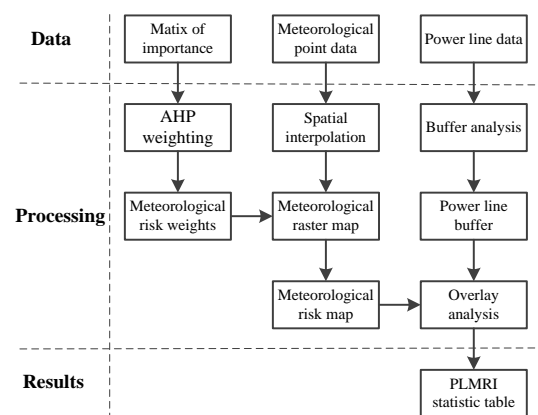 Data
Matix of
importance
Meteorological
point data
Power line data
Processing
AHP
weighting
Spatial
interpolation
Buffer analysis
Meteorological
risk weights
Meteorological
raster map
Power line
buffer
Meteorological
risk map
Overlay
analysis
Results
PLMRI
statistic table